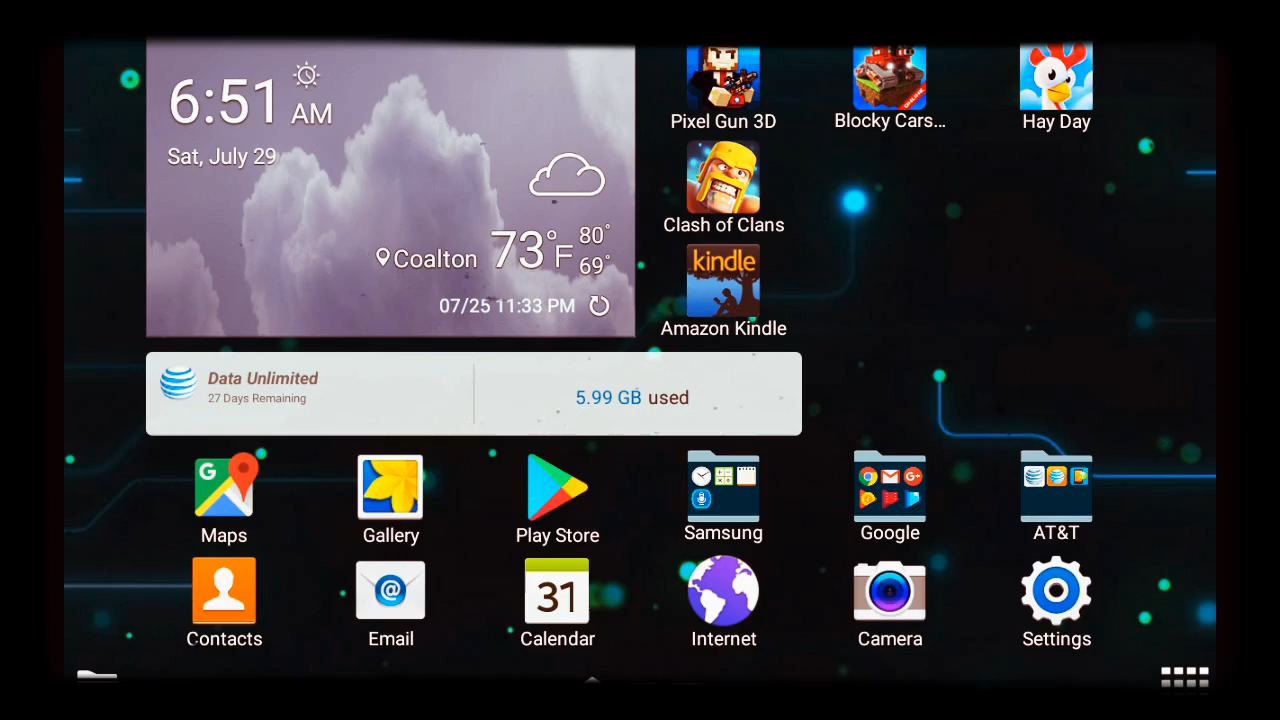 6:51 AM
Sat, July 29
Coalton 73°F 80° 69°
07/25 11:33 PM
Pixel Gun 3D
Blocky Cars...
ONLINE
Hay Day
Clash of Clans
kindle
Amazon Kindle
Data Unlimited
27 Days Remaining
5.99 GB used
G
Maps
Gallery
Play Store
Samsung
Google
AT&T
Contacts
@
Email
31
Calendar
Internet
Camera
Settings